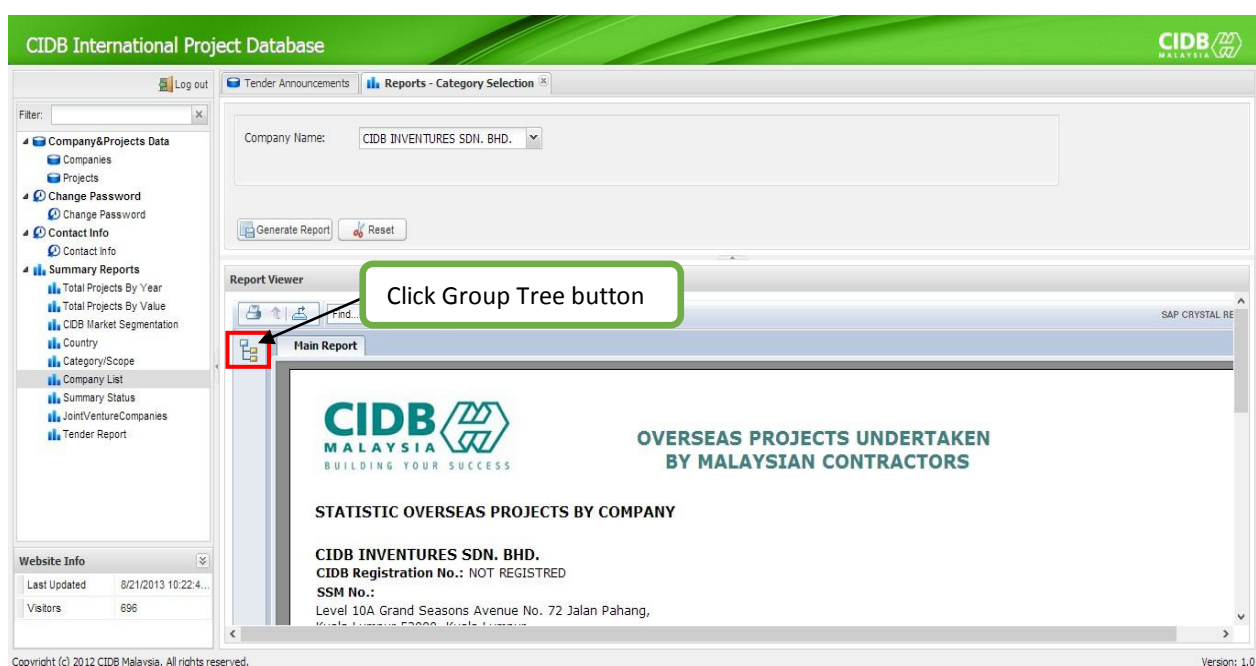 CIDB International Project Database
CIDB
MALAYSIA
Log out
Tender Announcements
Reports - Category Selection
Filter:
Company&Projects Data
Companies
Projects
Change Password
Change Password
Contact Info
Contact Info
Summary Reports
Total Projects By Year
Total Projects By Value
CIDB Market Segmentation
Country
Category/Scope
Company List
Summary Status
JointVentureCompanies
Tender Report
Website Info
Last Updated 8/21/2013 10:22:4...
Visitors 696
Company Name: CIDB INVENTURES SDN. BHD.
Generate Report Reset
Report Viewer
Click Group Tree button
Find...
SAP CRYSTAL RE
Main Report
CIDB
MALAYSIA
BUILDING YOUR SUCCESS
OVERSEAS PROJECTS UNDERTAKEN
BY MALAYSIAN CONTRACTORS
STATISTIC OVERSEAS PROJECTS BY COMPANY
CIDB INVENTURES SDN. BHD.
CIDB Registration No.: NOT REGISTRED
SSM No.:
Level 10A Grand Seasons Avenue No. 72 Jalan Pahang,
Copyright (c) 2012 CIDB Malaysia. All rights reserved.
Version: 1.0